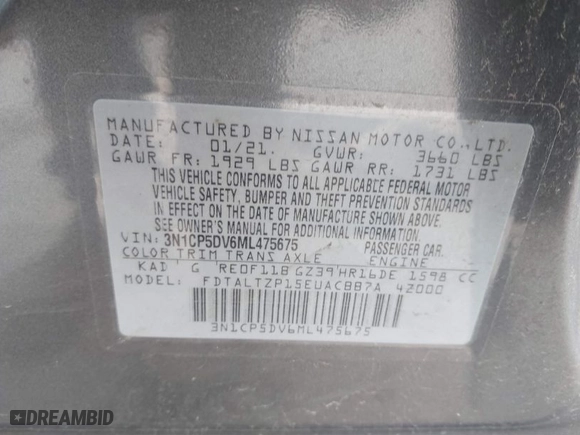 MANUFACTURED BY NISSAN MOTOR CO., LTD.
DATE: 01/21. GVWR: 3660 LBS
GAWR FR: 1929 LBS GAWR RR: 1731 LBS
THIS VEHICLE CONFORMS TO ALL APPLICABLE FEDERAL MOTOR
VEHICLE SAFETY, BUMPER AND THEFT PREVENTION STANDARDS
IN EFFECT ON THE DATE OF MANUFACTURE SHOWN ABOVE.
SEE OWNER'S MANUAL FOR ADDITIONAL INFORMATION.
VIN: 3N1CP5DV6ML475675 PASSENGER CAR.
COLOR TRIM TRANS AXLE ENGINE
KAD G RE0F11B GZ39 HR16DE 1598 CC
MODEL: FDTALTZP15EUACBB7A 4Z000
3N1CP5DV6ML475675
DREAMBID